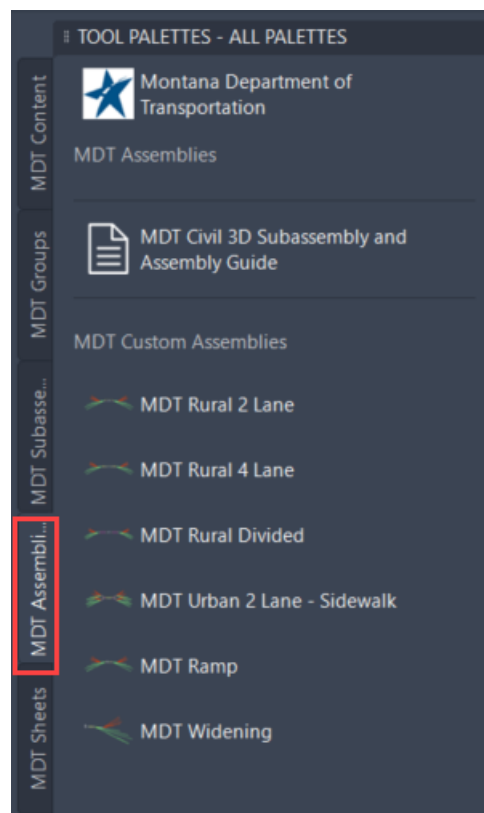 TOOL PALETTES - ALL PALETTES
Montana Department of
Transportation
MDT Assemblies
MDT Civil 3D Subassembly and
Assembly Guide
MDT Custom Assemblies
MDT Rural 2 Lane
MDT Rural 4 Lane
MDT Rural Divided
MDT Urban 2 Lane - Sidewalk
MDT Ramp
MDT Widening
MDT Content
MDT Groups
MDT Subasse...
MDT Assembli...
MDT Sheets